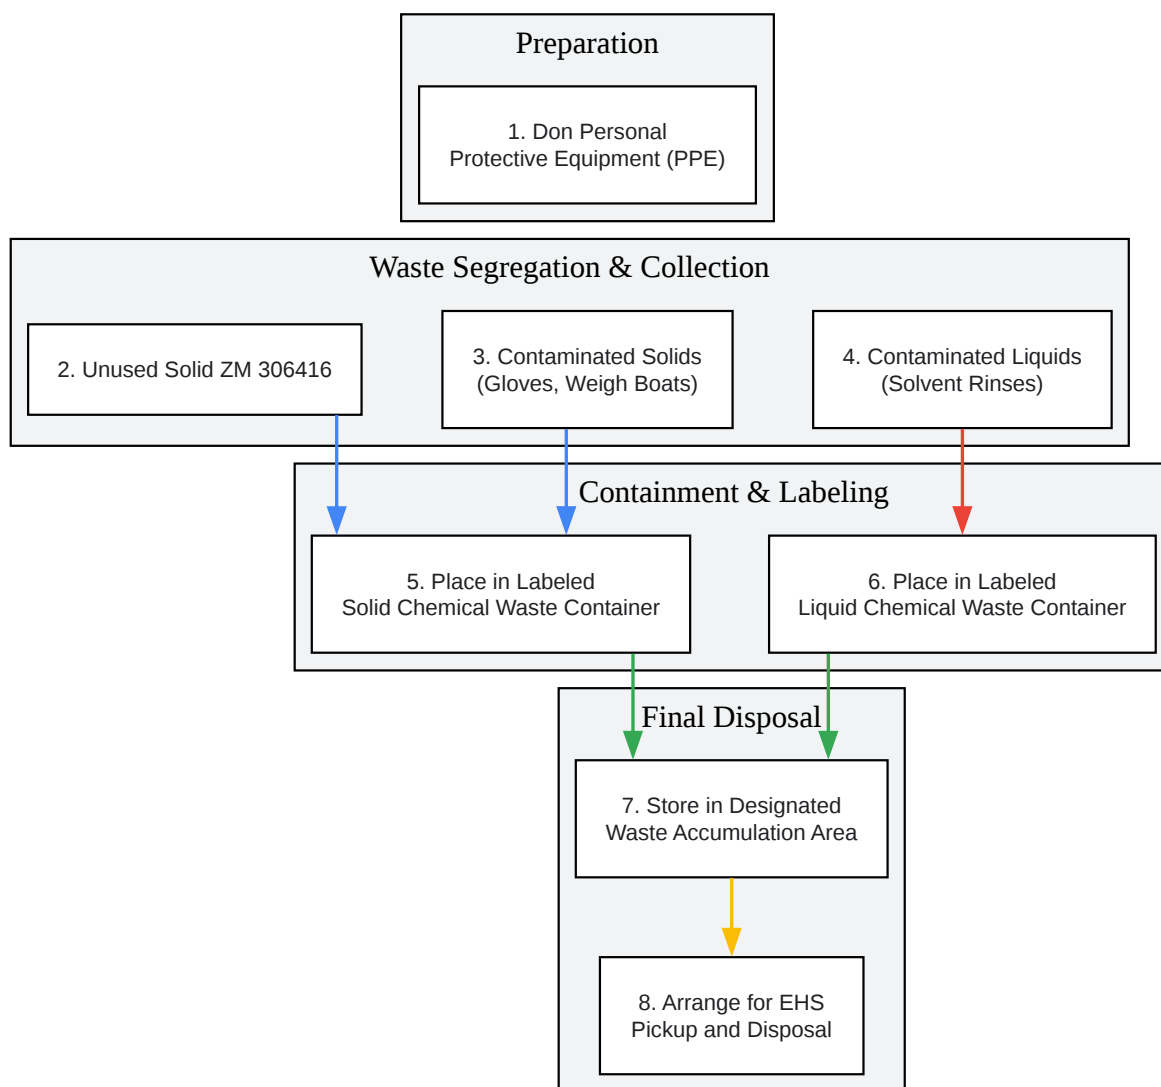 Preparation
1. Don Personal
Protective Equipment (PPE)
Waste Segregation & Collection
2. Unused Solid ZM 306416
3. Contaminated Solids
(Gloves, Weigh Boats)
4. Contaminated Liquids
(Solvent Rinses)
Containment & Labeling
5. Place in Labeled
Solid Chemical Waste Container
6. Place in Labeled
Liquid Chemical Waste Container
Final Disposal
7. Store in Designated
Waste Accumulation Area
8. Arrange for EHS
Pickup and Disposal